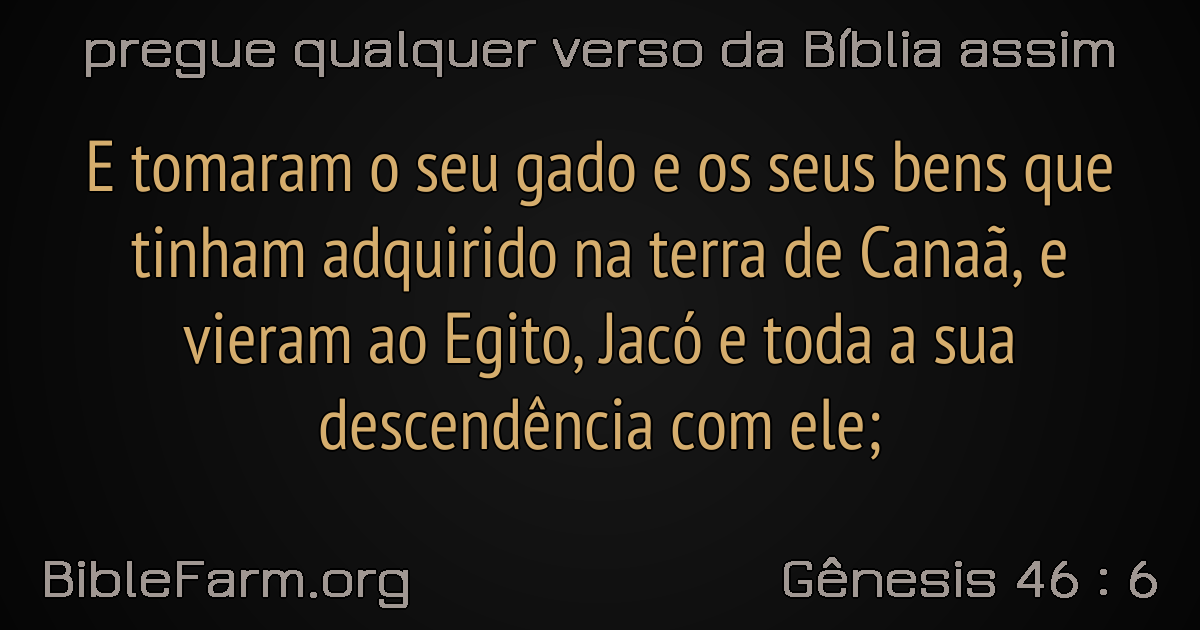 pregue qualquer verso da Bíblia assim
E tomaram o seu gado e os seus bens que
tinham adquirido na terra de Canaã, e
vieram ao Egito, Jacó e toda a sua
descendência com ele;
BibleFarm.org
Gênesis 46 : 6